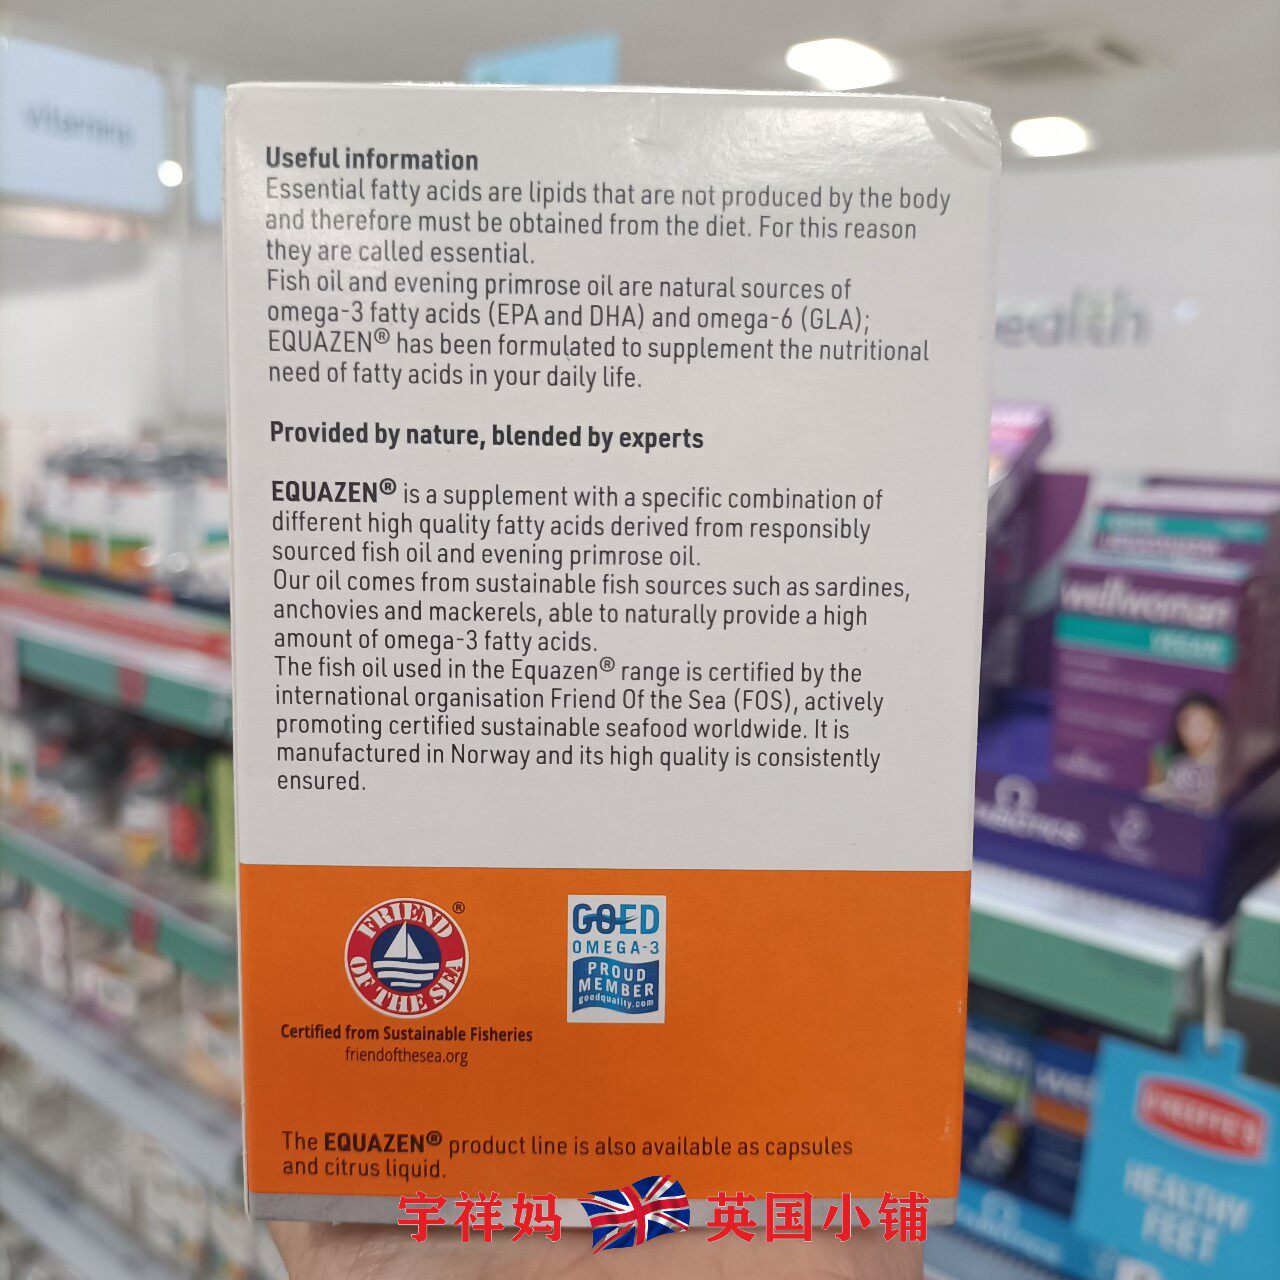 vitamins
Useful information
Essential fatty acids are lipids that are not produced by the body
and therefore must be obtained from the diet. For this reason
they are called essential.
Fish oil and evening primrose oil are natural sources of
omega-3 fatty acids (EPA and DHA) and omega-6 (GLA);
EQUAZEN® has been formulated to supplement the nutritional
need of fatty acids in your daily life.
Provided by nature, blended by experts
EQUAZEN® is a supplement with a specific combination of
different high quality fatty acids derived from responsibly
sourced fish oil and evening primrose oil.
Our oil comes from sustainable fish sources such as sardines,
anchovies and mackerels, able to naturally provide a high
amount of omega-3 fatty acids.
The fish oil used in the Equazen® range is certified by the
international organisation Friend Of the Sea (FOS), actively
promoting certified sustainable seafood worldwide. It is
manufactured in Norway and its high quality is consistently
ensured.
FRIEND
OF THE SEA
®
Certified from Sustainable Fisheries
friendofthesea.org
GOED
OMEGA-3
PROUD
MEMBER
goedquality.com
The EQUAZEN® product line is also available as capsules
and citrus liquid.
ealth
wellwoman
VEGAN
HEALTHY
FEET
宇祥妈 英国小铺